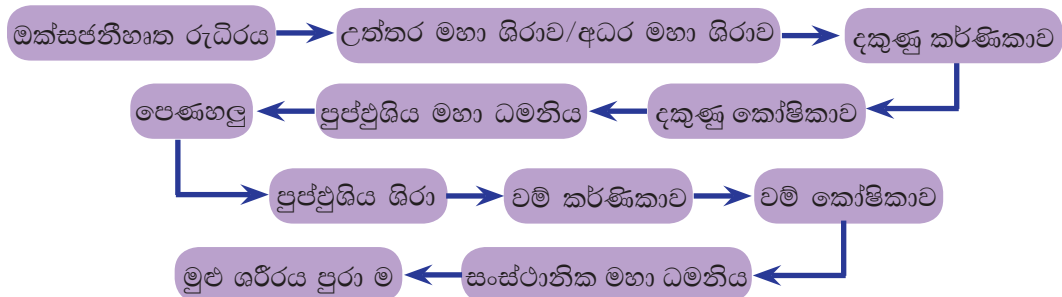 ඔක්සජනීහෘත රුධිරය
උත්තර මහා ශිරාව/අධර මහා ශිරාව
දකුණු කර්ණිකාව
දකුණු කෝෂිකාව
පුප්ඵුශිය මහා ධමනිය
පෙණහලු
පුප්ඵුශිය ශිරා
වම් කර්ණිකාව
වම් කෝෂිකාව
සංස්ථානික මහා ධමනිය
මුළු ශරීරය පුරා ම